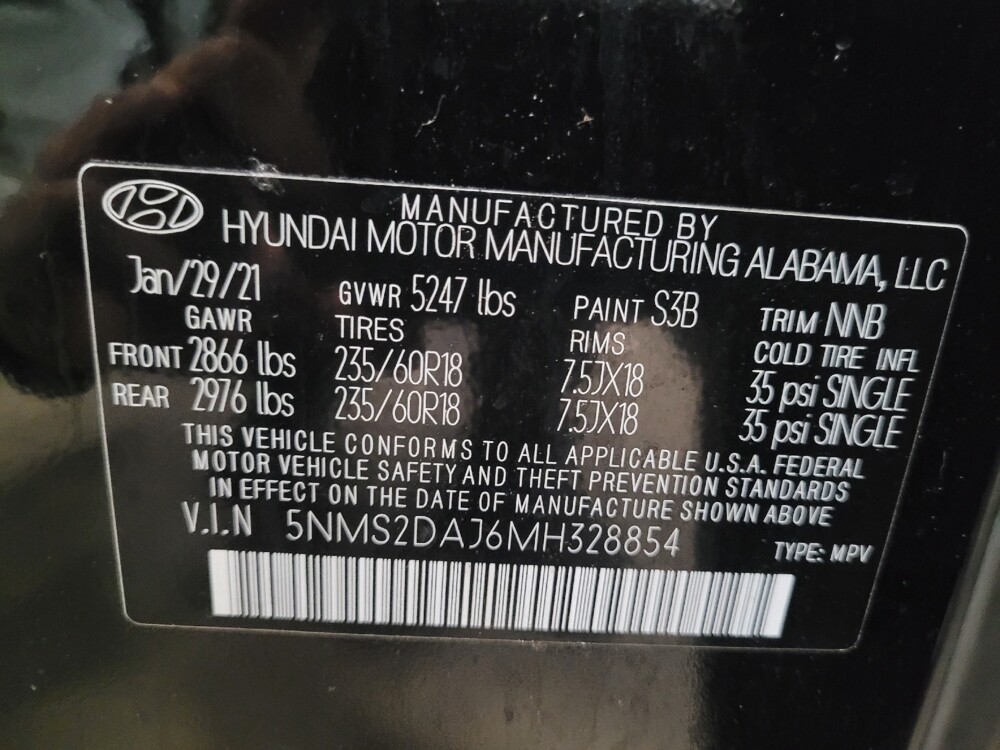 MANUFACTURED BY
HYUNDAI MOTOR MANUFACTURING ALABAMA, LLC
Jan/29/21 GVWR 5247 lbs PAINT S3B TRIM NNB
GAWR TIRES RIMS COLD TIRE INFL
FRONT 2866 lbs 235/60R18 7.5JX18 35 psi SINGLE
REAR 2976 lbs 235/60R18 7.5JX18 35 psi SINGLE
THIS VEHICLE CONFORMS TO ALL APPLICABLE U.S.A. FEDERAL
MOTOR VEHICLE SAFETY AND THEFT PREVENTION STANDARDS
IN EFFECT ON THE DATE OF MANUFACTURE SHOWN ABOVE
V.I.N 5NMS2DAJ6MH328854 TYPE: MPV